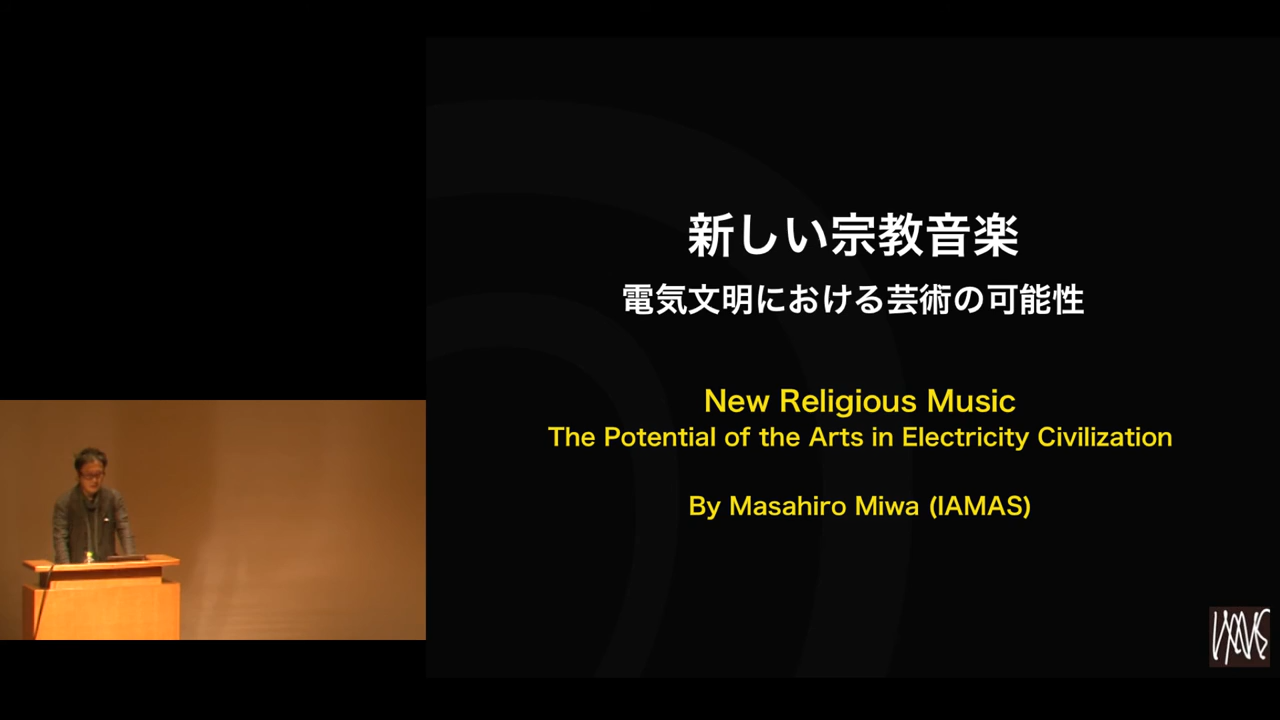 新しい宗教音楽
電気文明における芸術の可能性
New Religious Music
The Potential of the Arts in Electricity Civilization
By Masahiro Miwa (IAMAS)
IAMAS